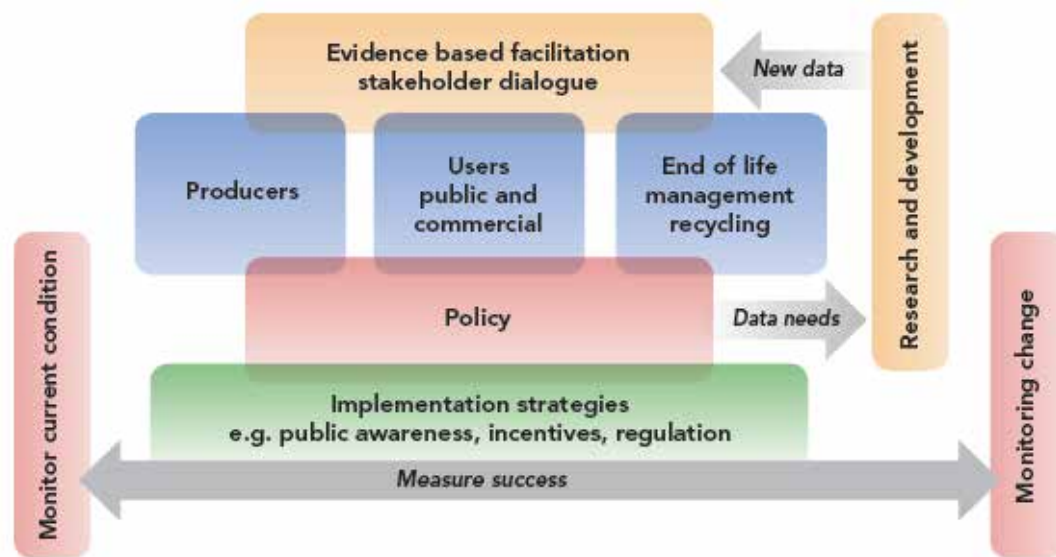 Evidence based facilitation
stakeholder dialogue
New data
Research and development
Producers
Users
public and
commercial
End of life
management
recycling
Policy
Data needs
Implementation strategies
e.g. public awareness, incentives, regulation
Monitor current condition
Measure success
Monitoring change